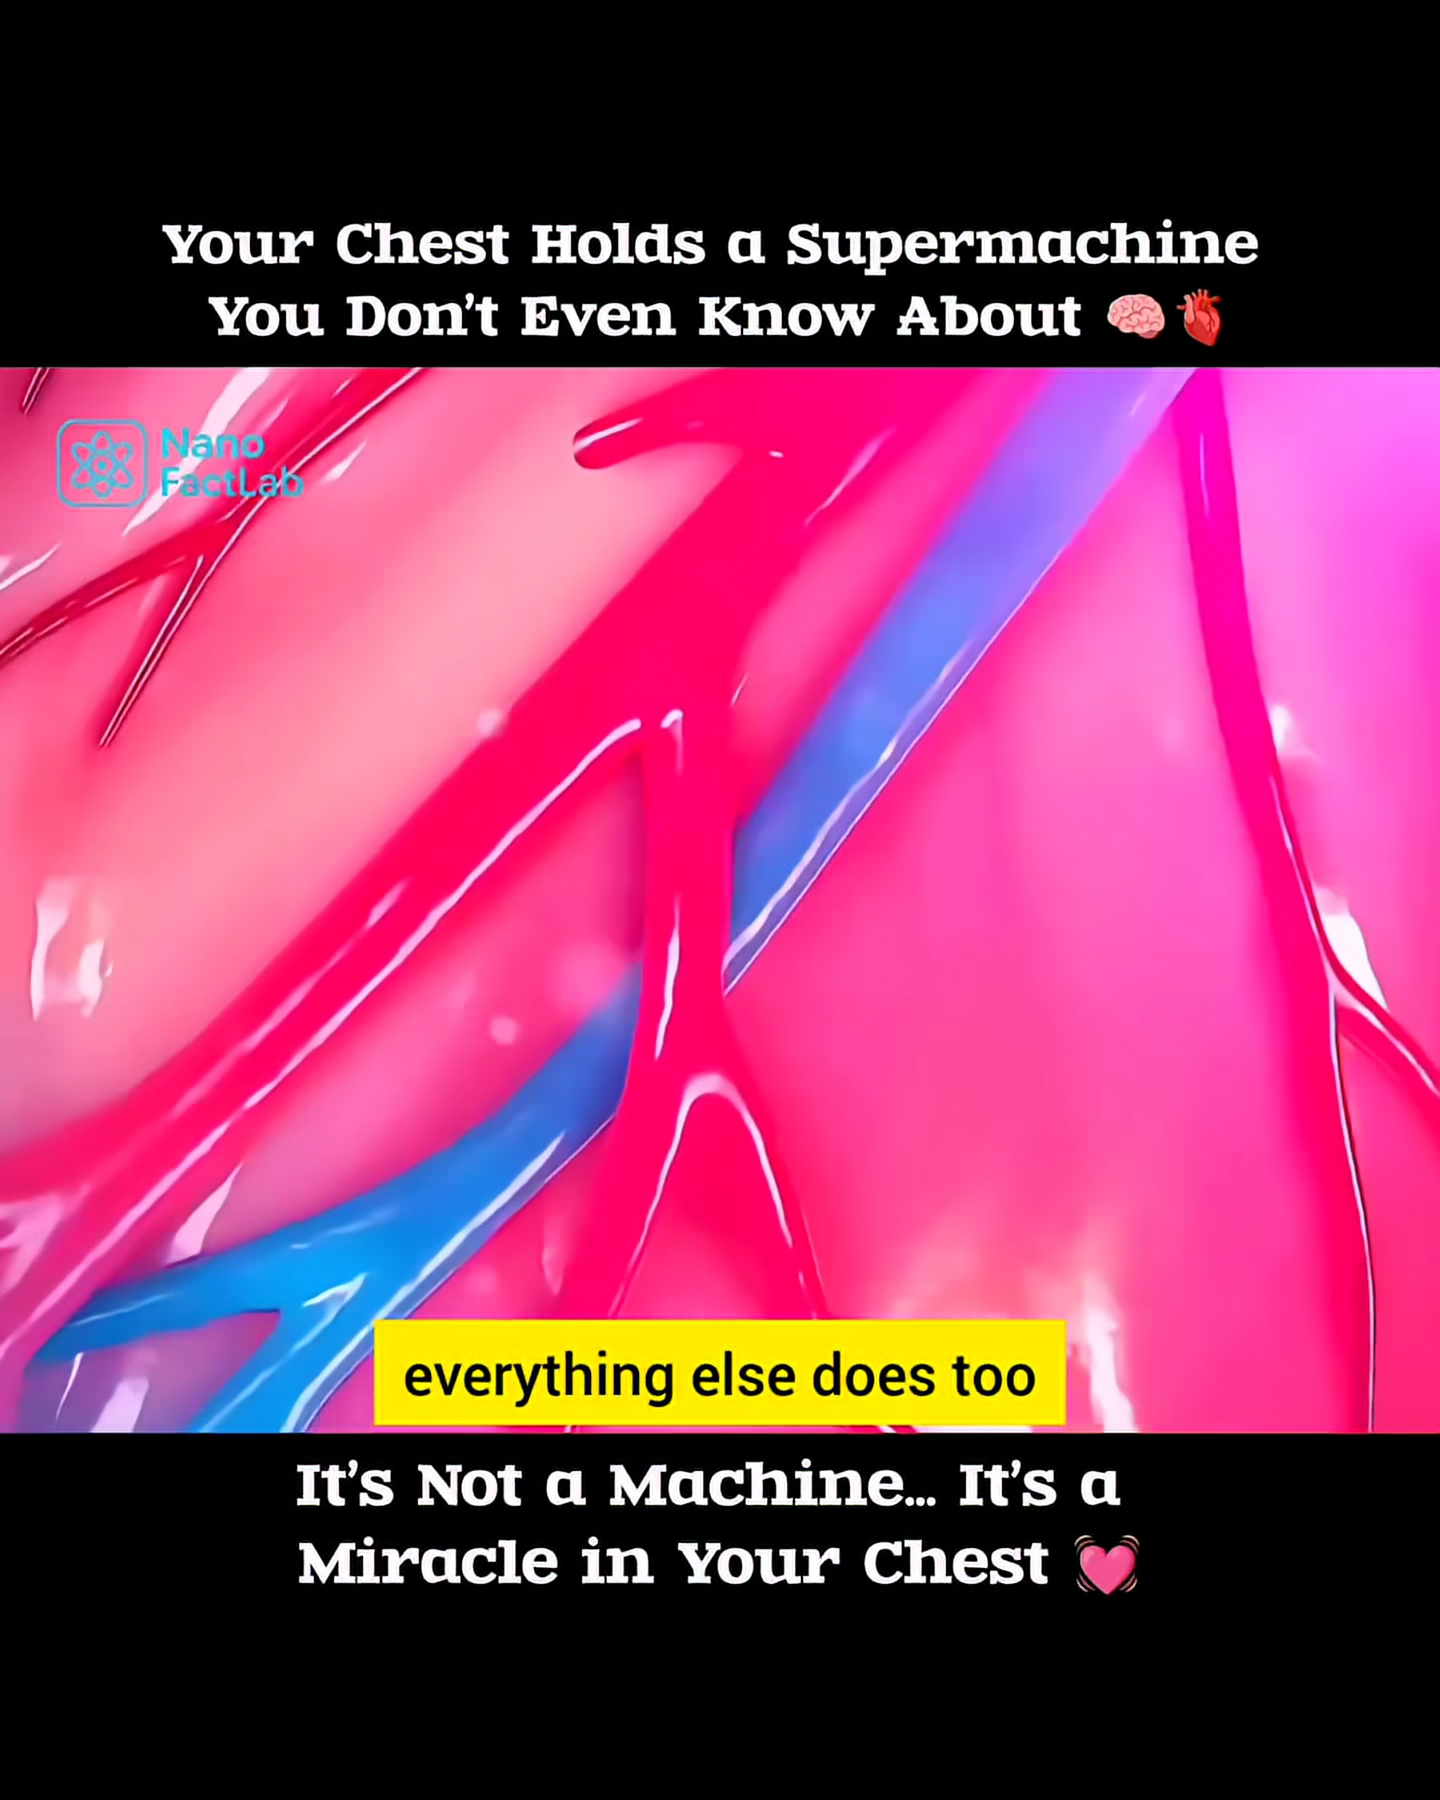 Your Chest Holds a Supermachine
You Don't Even Know About 🧠🫀
Nano
FactLab
everything else does too
It's Not a Machine... It's a
Miracle in Your Chest 💓